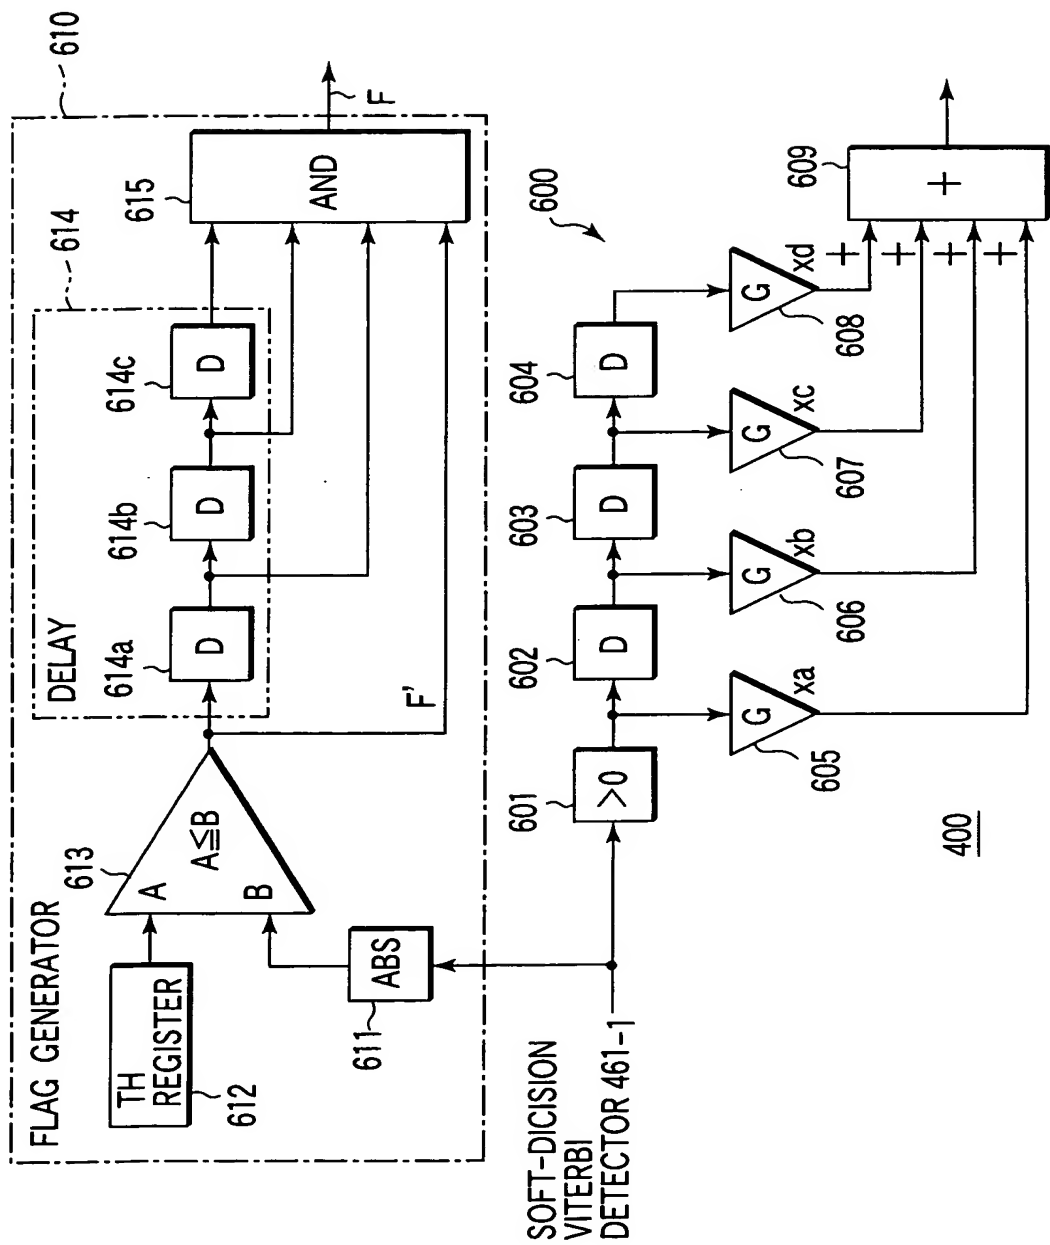 610
FLAG GENERATOR
614
DELAY
614a
D
614b
D
614c
D
615
AND
F
613
A
B
A≦B
F'
TH
REGISTER
612
ABS
611
SOFT-DICISION
VITERBI
DETECTOR 461-1
600
601
>0
602
D
603
D
604
D
G
xa
605
G
xb
606
G
xc
607
G
xd
608
+
+
+
+
609
+
400